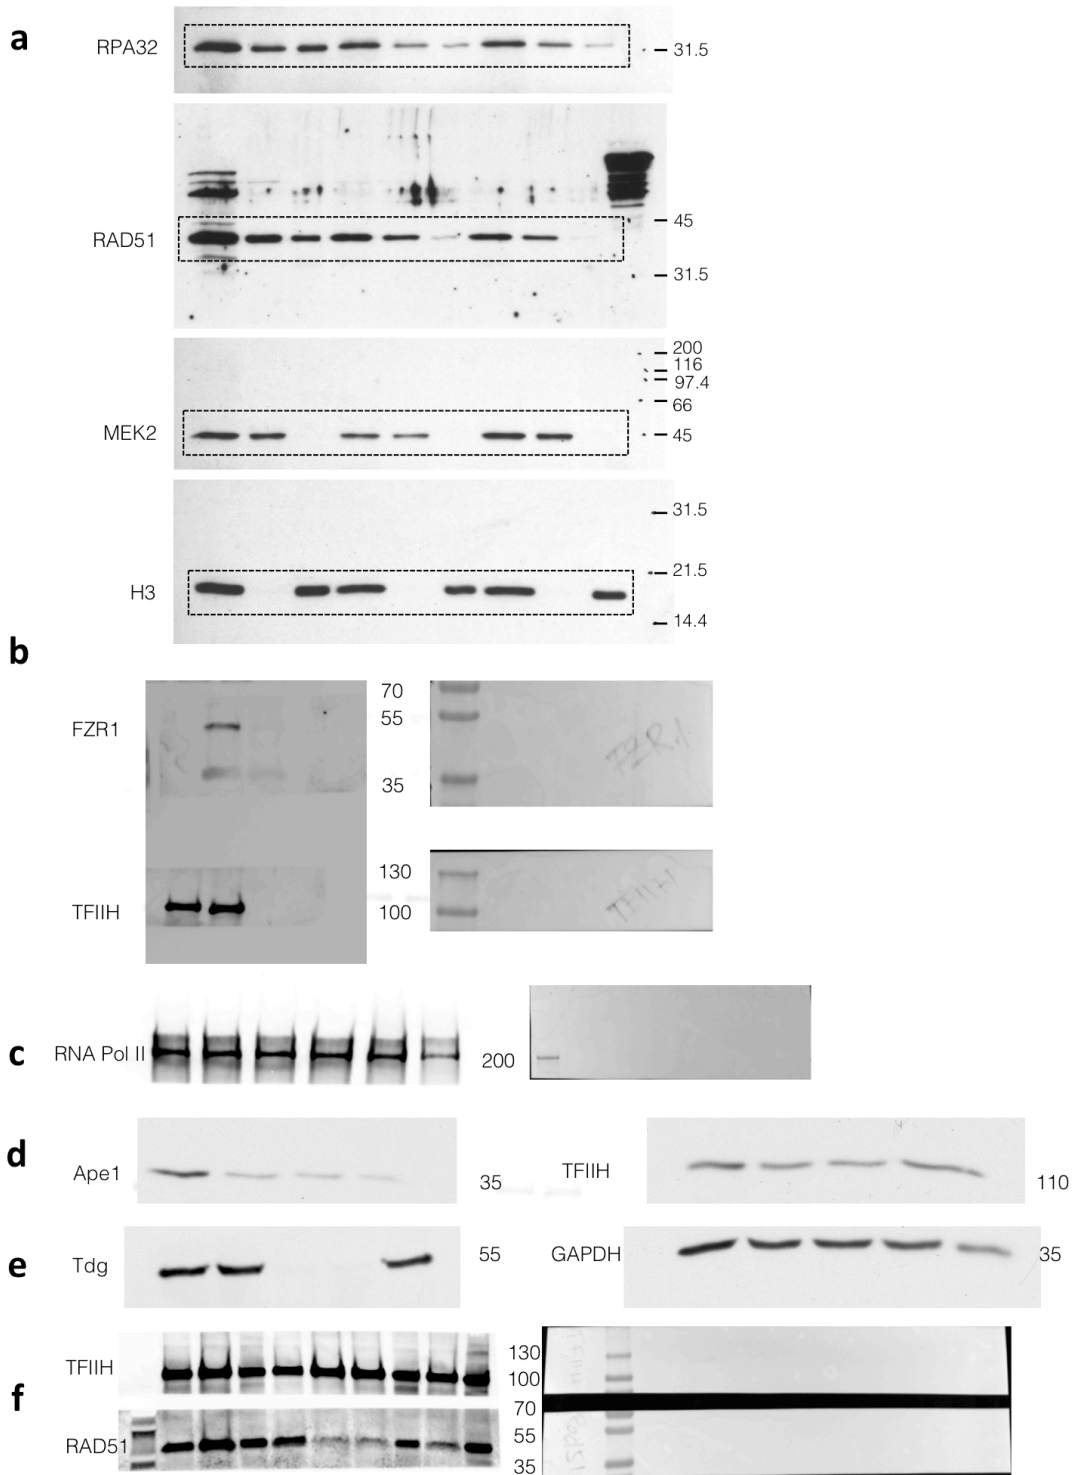 a
RPA32
31.5
45
RAD51
31.5
200
116
97.4
66
MEK2
45
31.5
21.5
H3
14.4
b
70
55
FZR1
FZR1
35
130
TFIIH
100
TFIIH
c
RNA Pol II
200
d
Ape1
35
TFIIH
110
e
Tdg
55
GAPDH
35
f
TFIIH
130
100
TFIIH
70
55
RAD51
35
Rad51